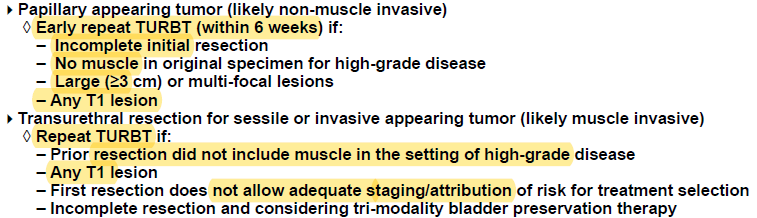 ▸ Papillary appearing tumor (likely non-muscle invasive)
◊ Early repeat TURBT (within 6 weeks) if:
– Incomplete initial resection
– No muscle in original specimen for high-grade disease
– Large (≥3 cm) or multi-focal lesions
– Any T1 lesion
▸ Transurethral resection for sessile or invasive appearing tumor (likely muscle invasive)
◊ Repeat TURBT if:
– Prior resection did not include muscle in the setting of high-grade disease
– Any T1 lesion
– First resection does not allow adequate staging/attribution of risk for treatment selection
– Incomplete resection and considering tri-modality bladder preservation therapy